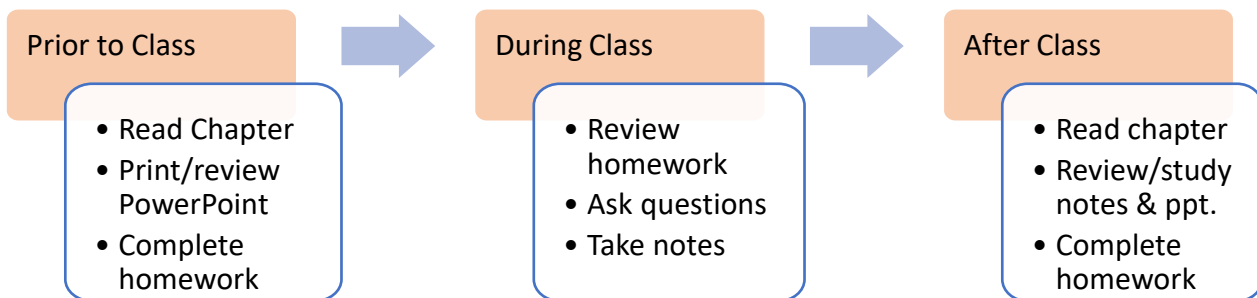 Prior to Class
• Read Chapter
• Print/review
PowerPoint
• Complete
homework
During Class
• Review
homework
• Ask questions
• Take notes
After Class
• Read chapter
• Review/study
notes & ppt.
• Complete
homework